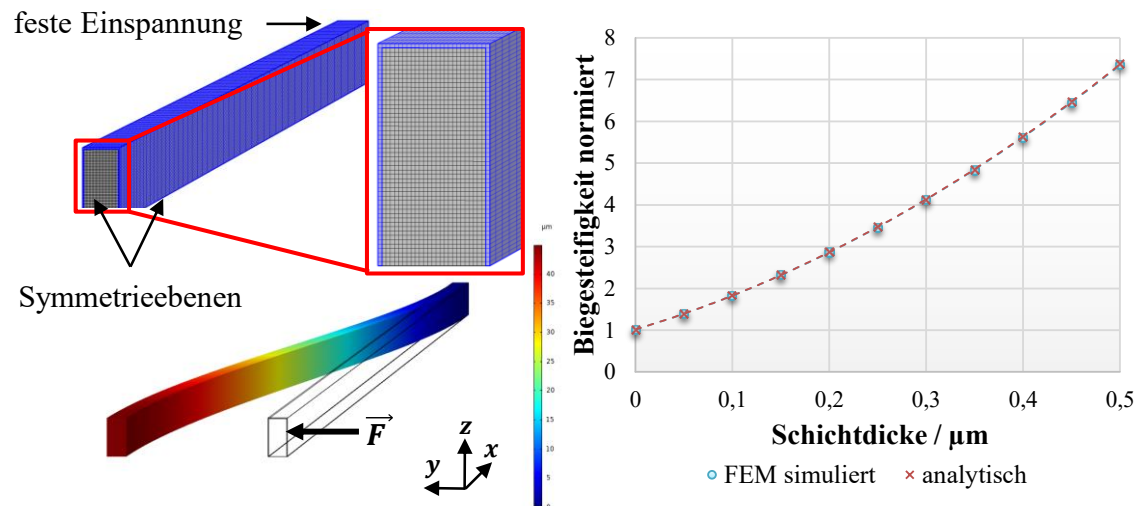 feste Einspannung
Symmetrieebenen
µm
40
35
30
25
20
15
10
5
0
F
z
x
y
Biegesteifigkeit normiert
8
7
6
5
4
3
2
1
0
0 0,1 0,2 0,3 0,4 0,5
Schichtdicke / µm
FEM simuliert analytisch